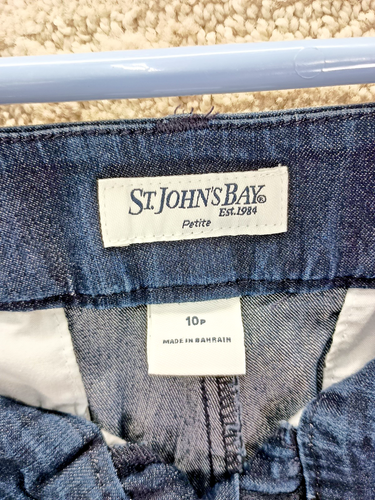 ST. JOHN'S BAY®
Est. 1984
Petite
10P
MADE IN BAHRAIN